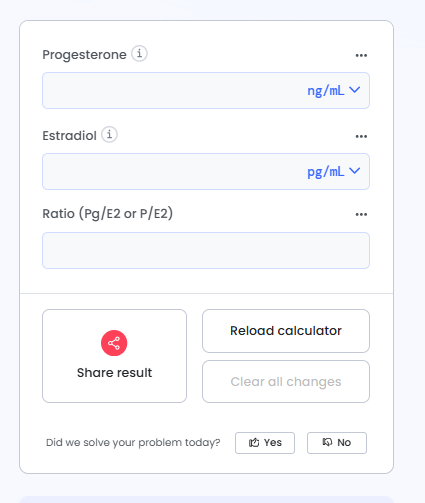 Progesterone i ...
ng/mL
Estradiol i ...
pg/mL
Ratio (Pg/E2 or P/E2) ...
Share result
Reload calculator
Clear all changes
Did we solve your problem today? Yes No